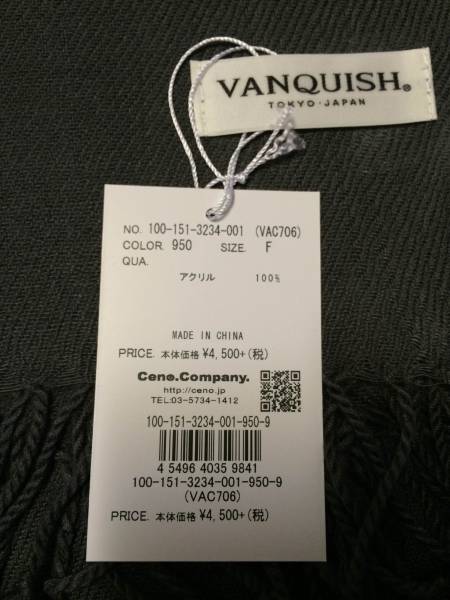 VANQUISH®
TOKYO·JAPAN
NO. 100-151-3234-001 (VAC706)
COLOR. 950 SIZE. F
QUA.
アクリル 100%
MADE IN CHINA
PRICE. 本体価格 ¥4,500+(税)
Ceno.Company.
http://ceno.jp
TEL:03-5734-1412
100-151-3234-001-950-9
4 5496 4035 9841
100-151-3234-001-950-9
(VAC706)
PRICE. 本体価格 ¥4,500+(税)